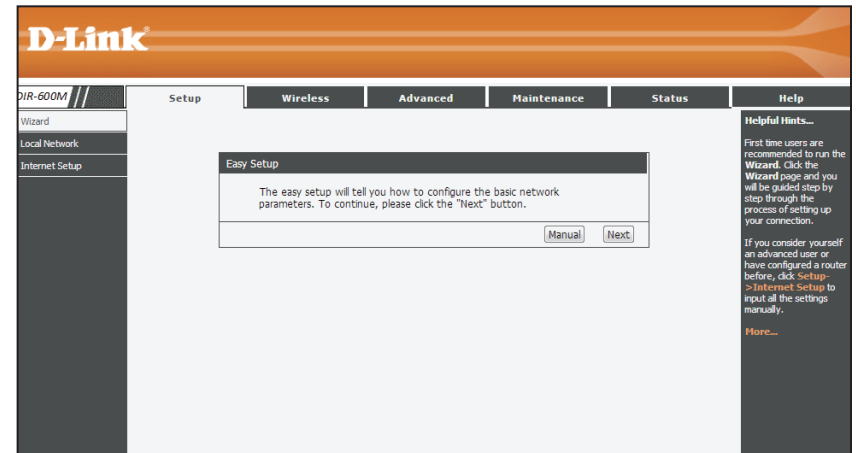 D-Link
DIR-600M
Setup
Wireless
Advanced
Maintenance
Status
Help
Wizard
Local Network
Internet Setup
Easy Setup
The easy setup will tell you how to configure the basic network
parameters. To continue, please click the "Next" button.
Manual
Next
Helpful Hints...
First time users are
recommended to run the
Wizard. Click the
Wizard page and you
will be guided step by
step through the
process of setting up
your connection.
If you consider yourself
an advanced user or
have configured a router
before, click Setup-
>Internet Setup to
input all the settings
manually.
More...